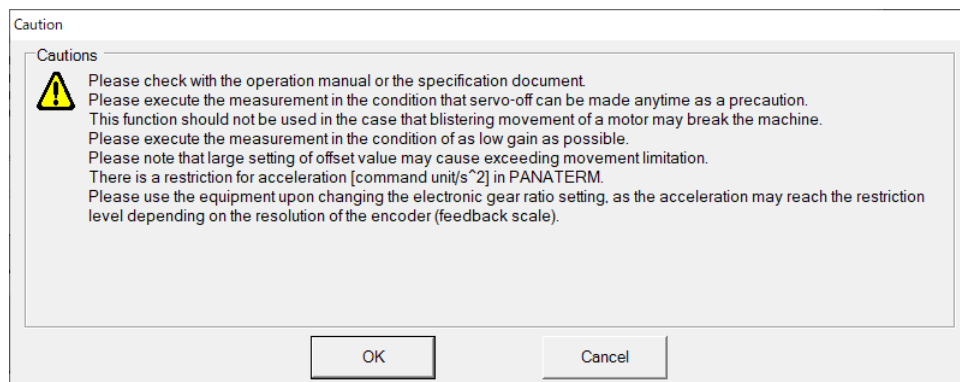 Caution
Cautions
Please check with the operation manual or the specification document.
Please execute the measurement in the condition that servo-off can be made anytime as a precaution.
This function should not be used in the case that blistering movement of a motor may break the machine.
Please execute the measurement in the condition of as low gain as possible.
Please note that large setting of offset value may cause exceeding movement limitation.
There is a restriction for acceleration [command unit/s^2] in PANATERM.
Please use the equipment upon changing the electronic gear ratio setting, as the acceleration may reach the restriction
level depending on the resolution of the encoder (feedback scale).
OK
Cancel